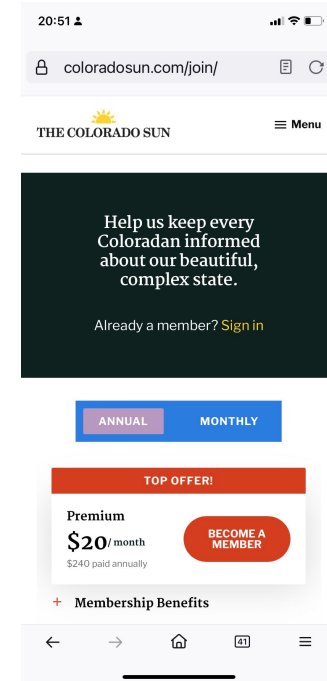 20:51
coloradosun.com/join/
THE COLORADO SUN
Menu
Help us keep every
Coloradan informed
about our beautiful,
complex state.
Already a member? Sign in
ANNUAL MONTHLY
TOP OFFER!
Premium
$20/month
$240 paid annually
BECOME A
MEMBER
+ Membership Benefits
41